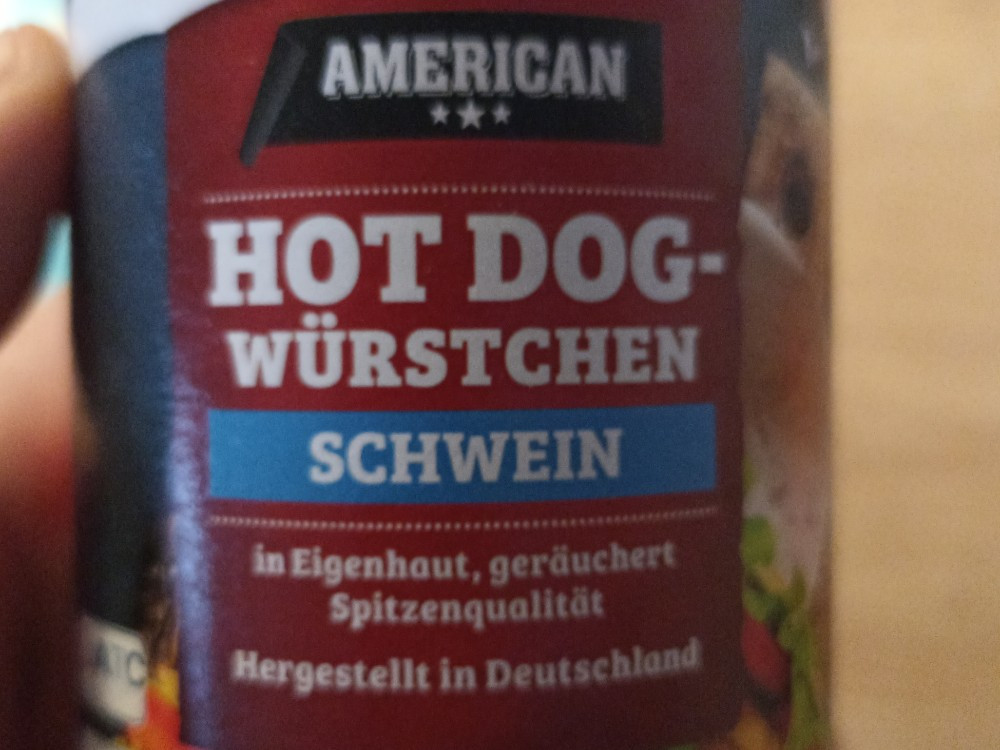 AMERICAN
HOT DOG-
WÜRSTCHEN
SCHWEIN
in Eigenhaut, geräuchert
Spitzenqualität
Hergestellt in Deutschland